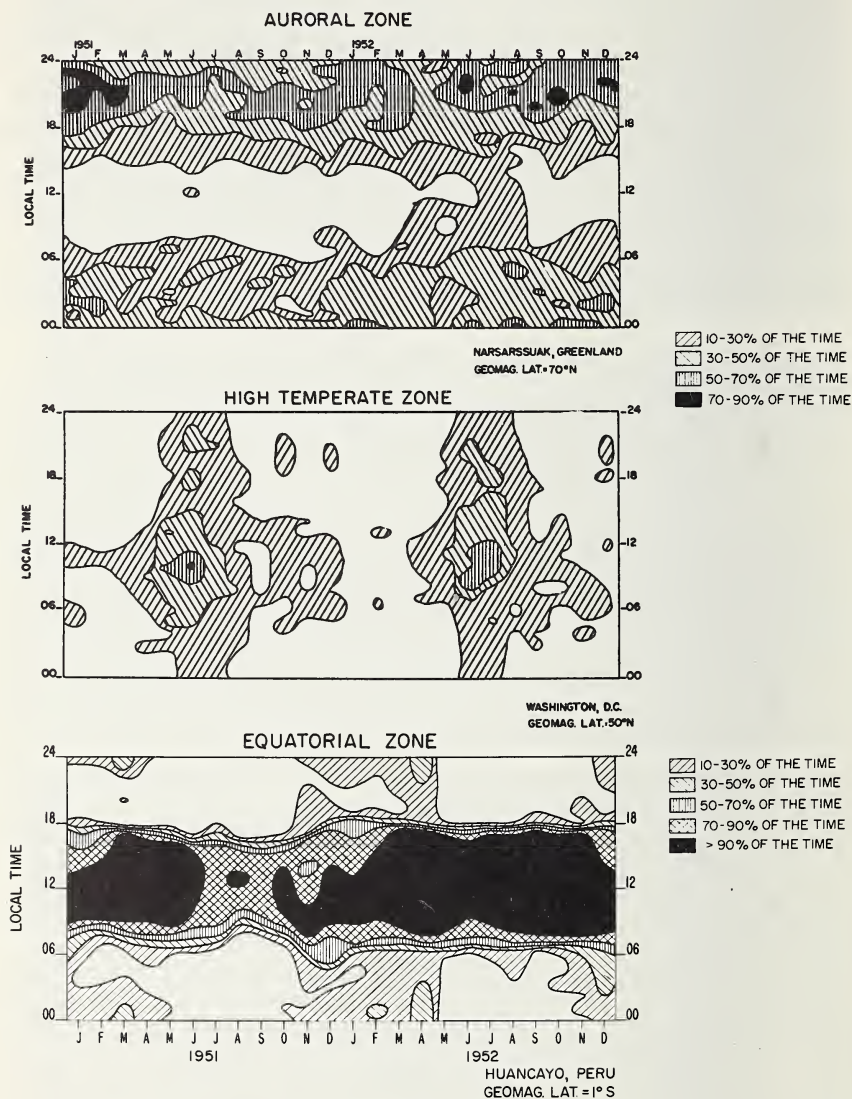 AURORAL ZONE
1951 1952
J F M A M J J A S O N D J F M A M J J A S O N D
24 24
18 18
12 12
06 06
00 00
LOCAL TIME
NARSARSSUAK, GREENLAND
GEOMAG. LAT.=70°N
10-30% OF THE TIME
30-50% OF THE TIME
50-70% OF THE TIME
70-90% OF THE TIME
HIGH TEMPERATE ZONE
24 24
18 18
12 12
06 06
00 00
LOCAL TIME
WASHINGTON, D.C.
GEOMAG. LAT.=50°N
EQUATORIAL ZONE
24 24
18 18
12 12
06 06
00 00
LOCAL TIME
10-30% OF THE TIME
30-50% OF THE TIME
50-70% OF THE TIME
70-90% OF THE TIME
> 90% OF THE TIME
J F M A M J J A S O N D J F M A M J J A S O N D
1951 1952
HUANCAYO, PERU
GEOMAG. LAT. = 1° S